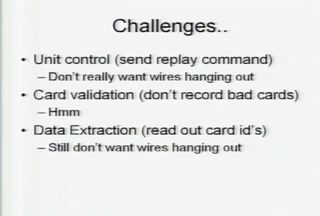 Challenges..
• Unit control (send replay command)
– Don't really want wires hanging out
• Card validation (don't record bad cards)
– Hmm
• Data Extraction (read out card id's)
– Still don't want wires hanging out